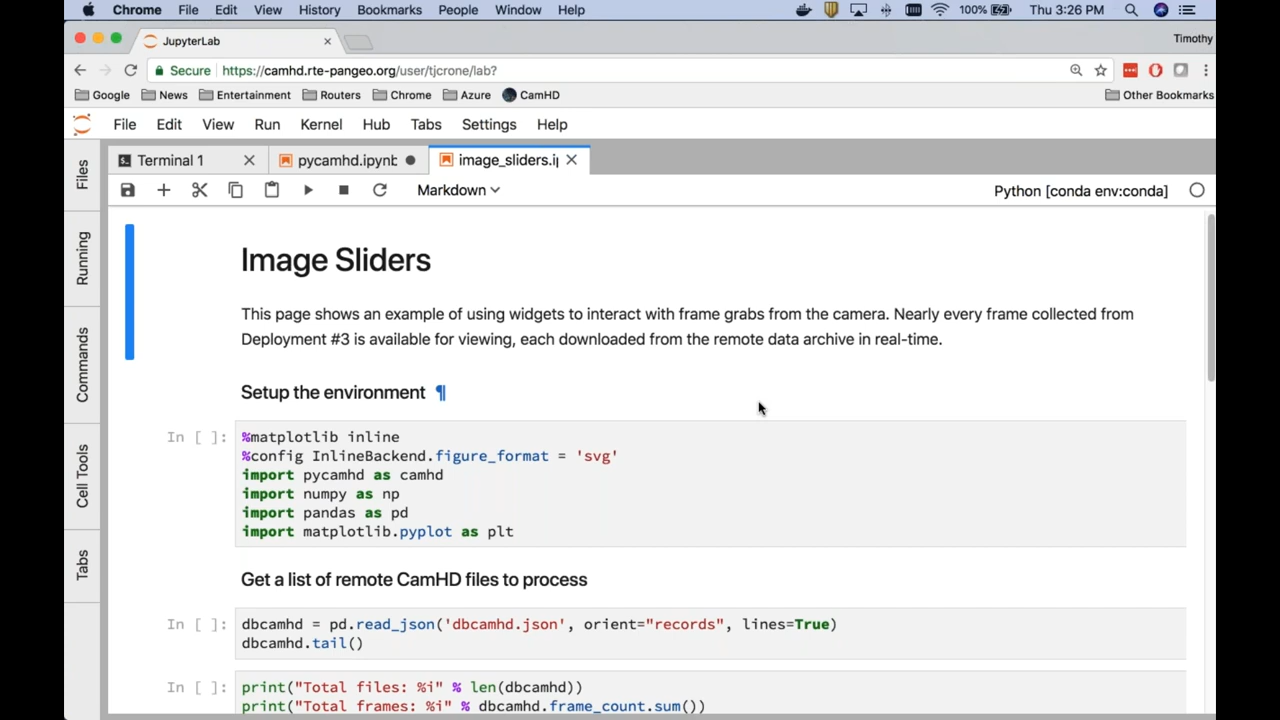 Chrome File Edit View History Bookmarks People Window Help 100% Thu 3:26 PM
JupyterLab Timothy
Secure https://camhd.rte-pangeo.org/user/tjcrone/lab?
Google News Entertainment Routers Chrome Azure CamHD Other Bookmarks
File Edit View Run Kernel Hub Tabs Settings Help
Terminal 1 pycamhd.ipynb image_sliders.ip
Markdown Python [conda env:conda]
Files
Running
Commands
Cell Tools
Tabs
Image Sliders
This page shows an example of using widgets to interact with frame grabs from the camera. Nearly every frame collected from
Deployment #3 is available for viewing, each downloaded from the remote data archive in real-time.
Setup the environment ¶
In [ ]: %matplotlib inline
%config InlineBackend.figure_format = 'svg'
import pycamhd as camhd
import numpy as np
import pandas as pd
import matplotlib.pyplot as plt
Get a list of remote CamHD files to process
In [ ]: dbcamhd = pd.read_json('dbcamhd.json', orient="records", lines=True)
dbcamhd.tail()
In [ ]: print("Total files: %i" % len(dbcamhd))
print("Total frames: %i" % dbcamhd.frame_count.sum())